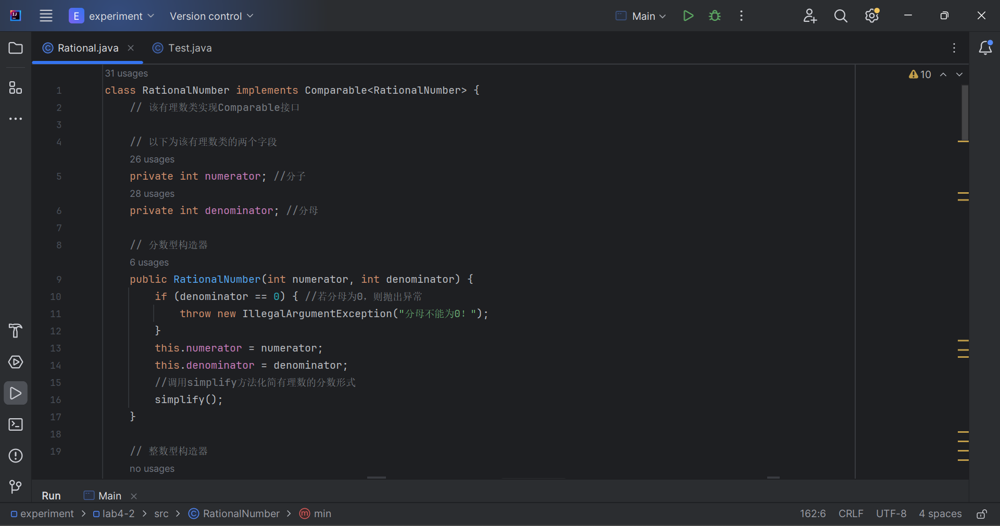 E experiment Version control Main
Rational.java Test.java
31 usages 10
1 class RationalNumber implements Comparable<RationalNumber> {
2 // 该有理数类实现Comparable接口
3
4 // 以下为该有理数类的两个字段
26 usages
5 private int numerator; //分子
28 usages
6 private int denominator; //分母
7
8 // 分数型构造器
6 usages
9 public RationalNumber(int numerator, int denominator) {
10 if (denominator == 0) { //若分母为0，则抛出异常
11 throw new IllegalArgumentException("分母不能为0！");
12 }
13 this.numerator = numerator;
14 this.denominator = denominator;
15 //调用simplify方法化简有理数的分数形式
16 simplify();
17 }
18
19 // 整数型构造器
no usages
Run Main
experiment > lab4-2 > src > C RationalNumber > m min 162:6 CRLF UTF-8 4 spaces